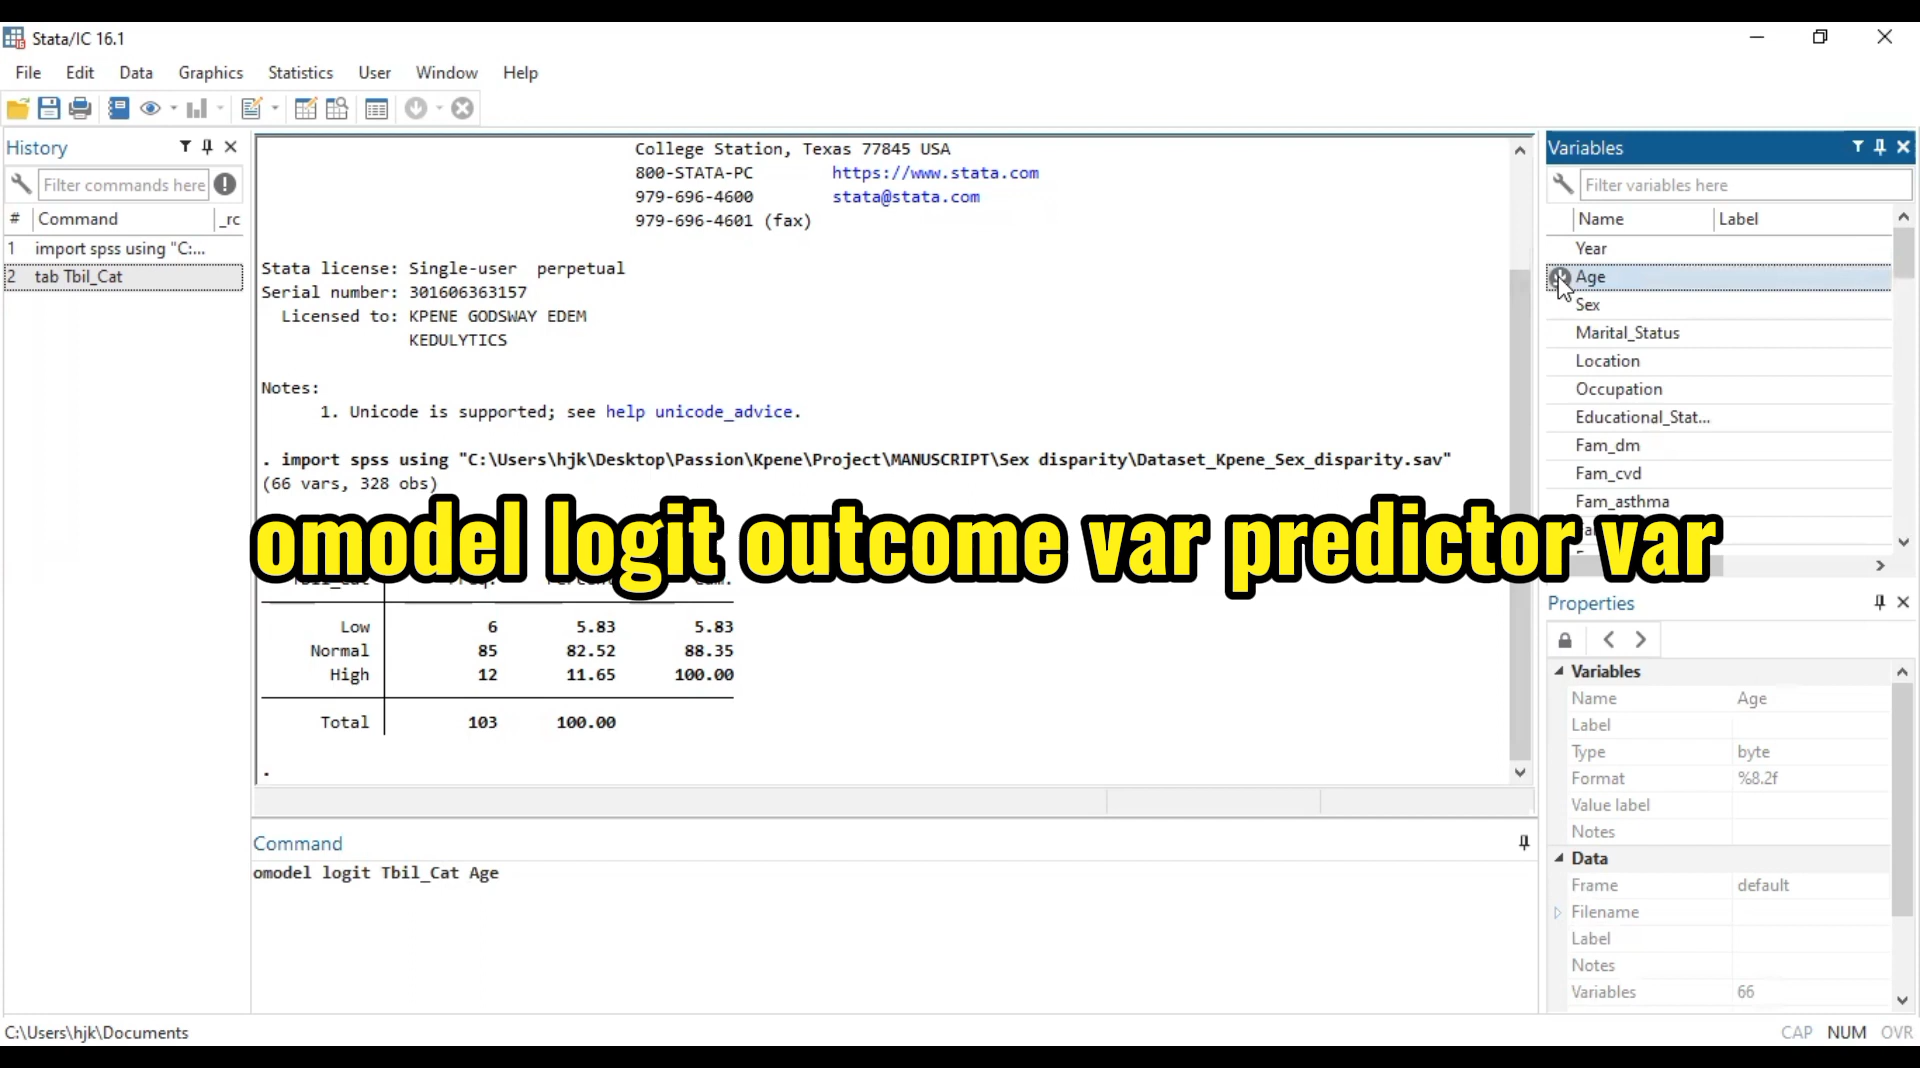 Stata/IC 16.1
File Edit Data Graphics Statistics User Window Help
History
Filter commands here
# Command _rc
1 import spss using "C:...
2 tab Tbil_Cat
College Station, Texas 77845 USA
800-STATA-PC https://www.stata.com
979-696-4600 stata@stata.com
979-696-4601 (fax)
Stata license: Single-user perpetual
Serial number: 301606363157
Licensed to: KPENE GODSWAY EDEM
KEDULYTICS
Notes:
1. Unicode is supported; see help unicode_advice.
. import spss using "C:\Users\hjk\Desktop\Passion\Kpene\Project\MANUSCRIPT\Sex disparity\Dataset_Kpene_Sex_disparity.sav"
(66 vars, 328 obs)
omodel logit outcome var predictor var
Low 6 5.83 5.83
Normal 85 82.52 88.35
High 12 11.65 100.00
Total 103 100.00
.
Command
omodel logit Tbil_Cat Age
Variables
Filter variables here
Name Label
Year
Age
Sex
Marital_Status
Location
Occupation
Educational_Stat...
Fam_dm
Fam_cvd
Fam_asthma
Properties
Variables
Name Age
Label
Type byte
Format %8.2f
Value label
Notes
Data
Frame default
Filename
Label
Notes
Variables 66
C:\Users\hjk\Documents
CAP NUM OVR